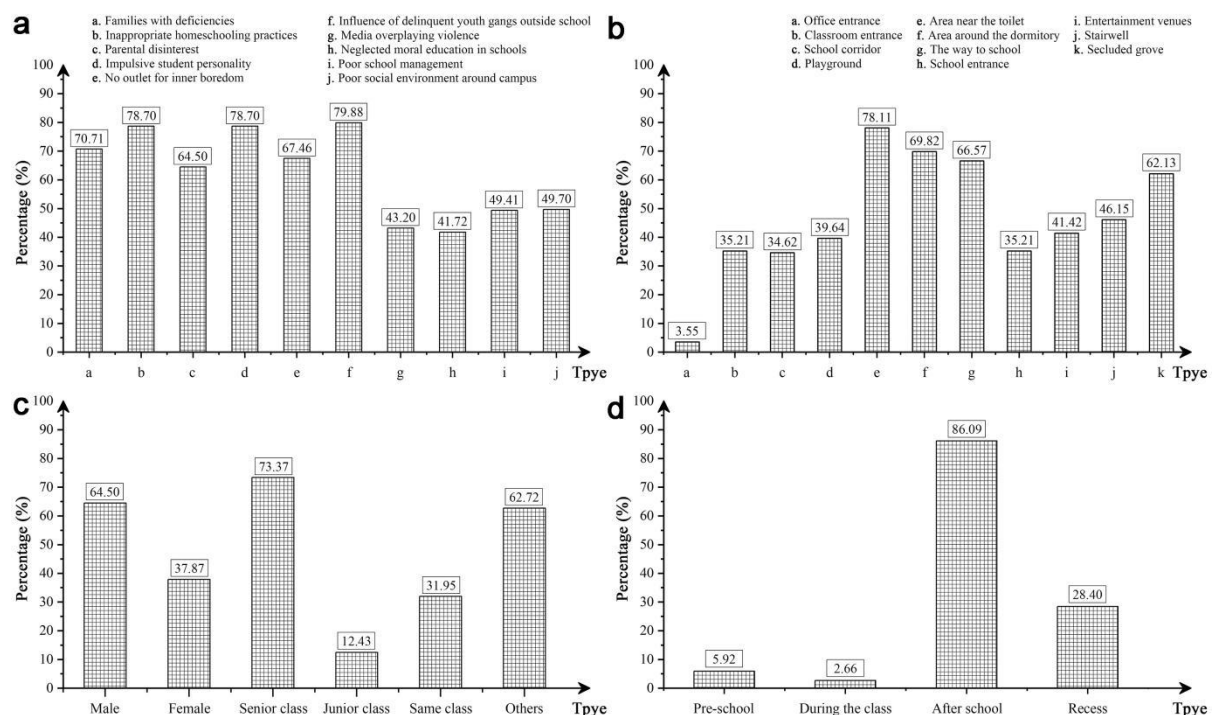 a
a. Families with deficiencies
b. Inappropriate homeschooling practices
c. Parental disinterest
d. Impulsive student personality
e. No outlet for inner boredom
f. Influence of delinquent youth gangs outside school
g. Media overplaying violence
h. Neglected moral education in schools
i. Poor school management
j. Poor social environment around campus
Percentage (%)
100
90
80
70
60
50
40
30
20
10
0
70.71
78.70
64.50
78.70
67.46
79.88
43.20
41.72
49.41
49.70
a b c d e f g h i j Tpye
b
a. Office entrance
b. Classroom entrance
c. School corridor
d. Playground
e. Area near the toilet
f. Area around the dormitory
g. The way to school
h. School entrance
i. Entertainment venues
j. Stairwell
k. Secluded grove
Percentage (%)
100
90
80
70
60
50
40
30
20
10
0
3.55
35.21
34.62
39.64
78.11
69.82
66.57
35.21
41.42
46.15
62.13
a b c d e f g h i j k Tpye
c
Percentage (%)
100
90
80
70
60
50
40
30
20
10
0
64.50
37.87
73.37
12.43
31.95
62.72
Male Female Senior class Junior class Same class Others Tpye
d
Percentage (%)
100
90
80
70
60
50
40
30
20
10
0
5.92
2.66
86.09
28.40
Pre-school During the class After school Recess Tpye